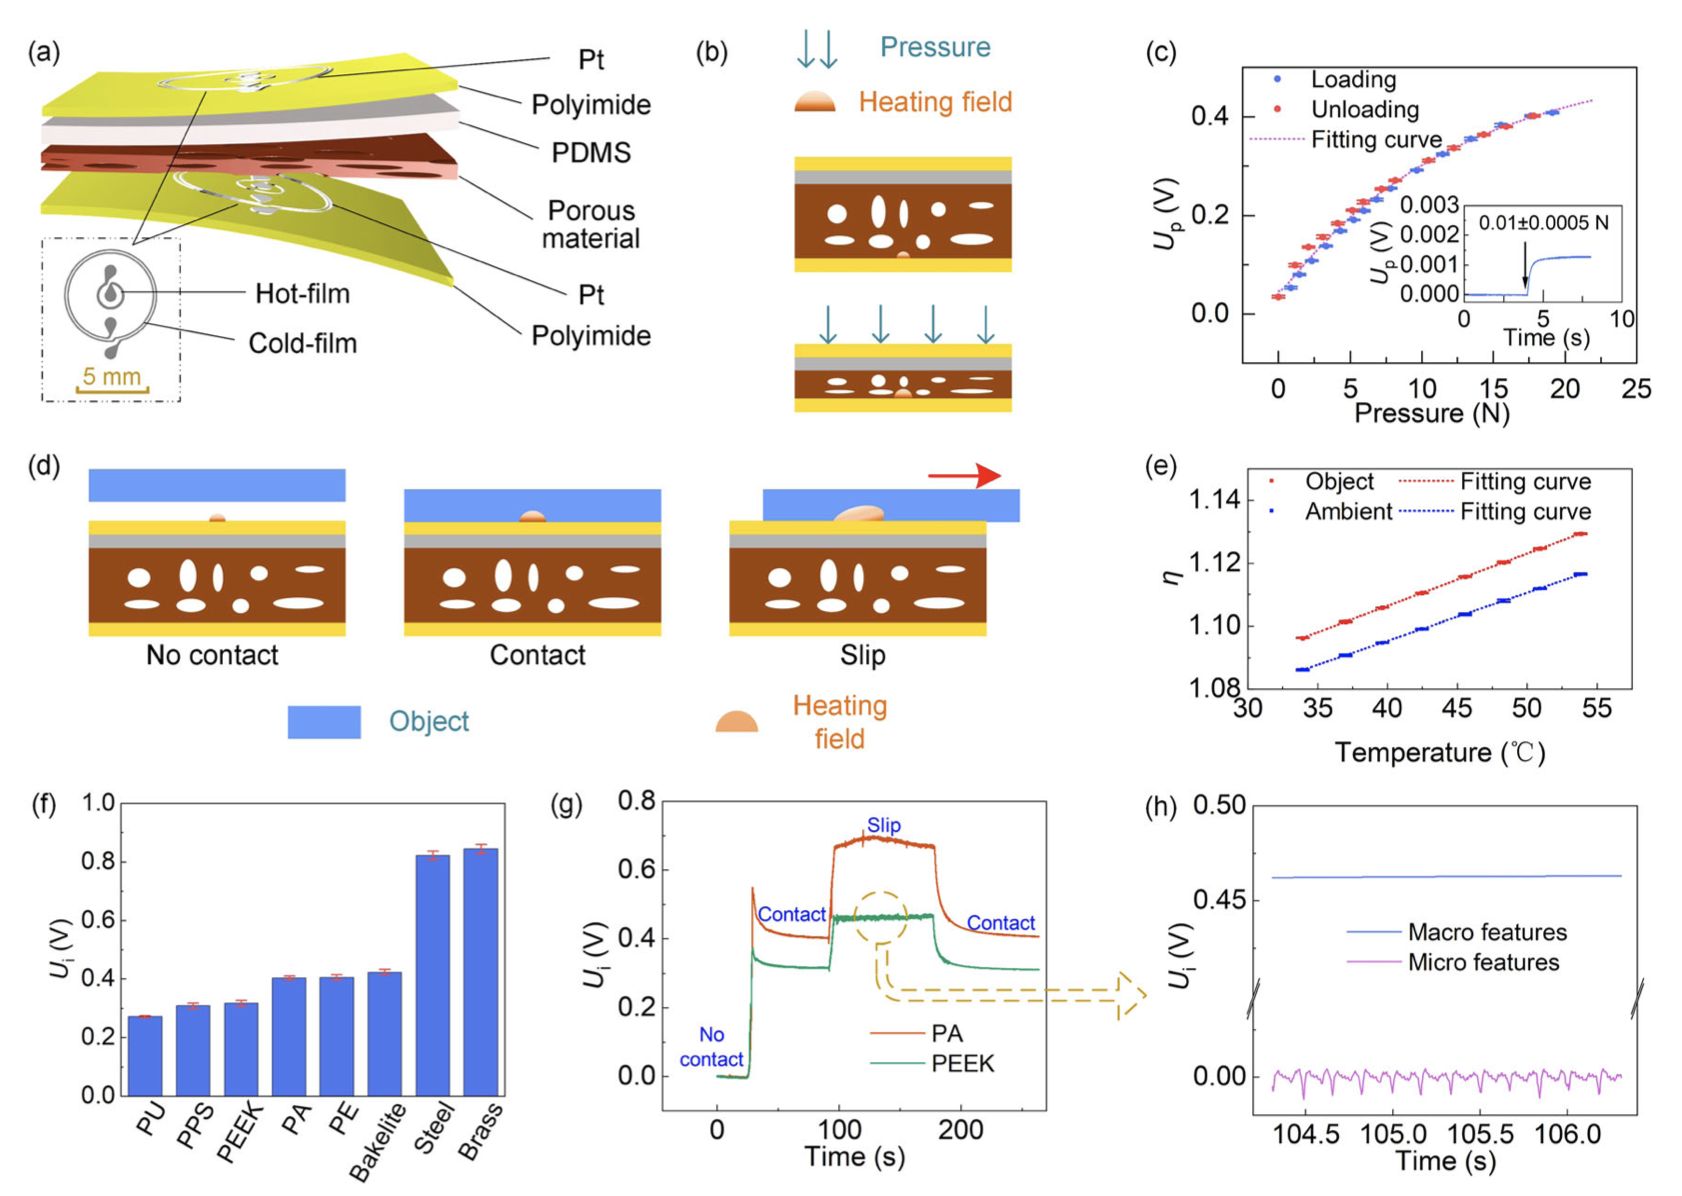 (a)
Pt
Polyimide
PDMS
Porous
material
Pt
Polyimide
Hot-film
Cold-film
5 mm
(b)
Pressure
Heating field
(c)
Loading
Unloading
Fitting curve
0.4
0.2
0.0
Up (V)
0 5 10 15 20 25
Pressure (N)
0.003
0.002
0.001
0.000
Up (V)
0.01±0.0005 N
0 5 10
Time (s)
(d)
No contact
Contact
Slip
Object
Heating
field
(e)
Object Fitting curve
Ambient Fitting curve
1.14
1.12
1.10
1.08
η
30 35 40 45 50 55
Temperature (℃)
(f)
1.0
0.8
0.6
0.4
0.2
0.0
Ui (V)
PU
PPS
PEEK
PA
PE
Bakelite
Steel
Brass
(g)
0.8
0.6
0.4
0.2
0.0
Ui (V)
Slip
Contact
Contact
No
contact
PA
PEEK
0 100 200
Time (s)
(h)
0.50
0.45
0.00
Ui (V)
Macro features
Micro features
104.5 105.0 105.5 106.0
Time (s)